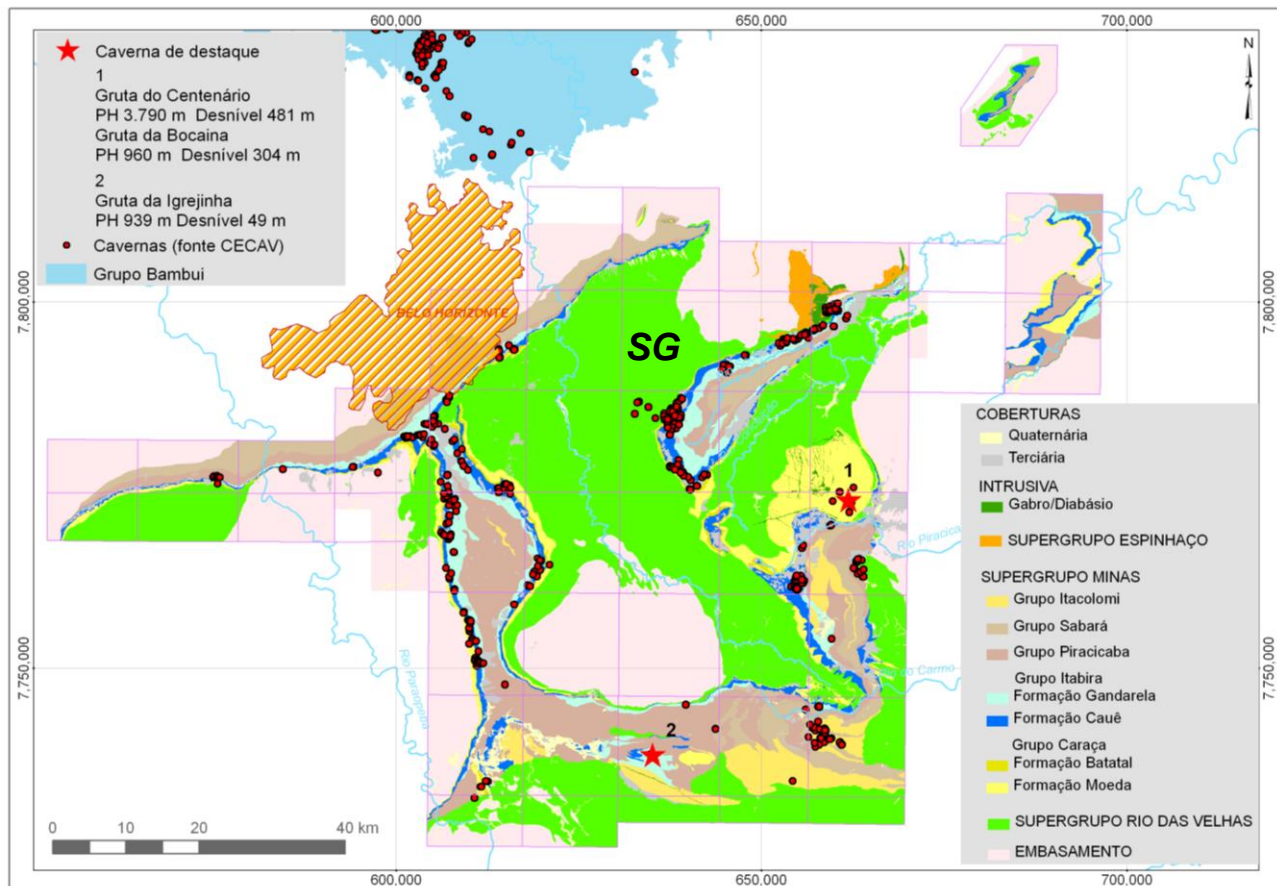 600,000 650,000 700,000
Caverna de destaque
1
Gruta do Centenário
PH 3.790 m Desnível 481 m
Gruta da Bocaina
PH 960 m Desnível 304 m
2
Gruta da Igrejinha
PH 939 m Desnível 49 m
Cavernas (fonte CECAV)
Grupo Bambui
N
7,800,000
7,800,000
BELO HORIZONTE
SG
1
Rio Piracica
Rio Paraopeba
Carmo
2
7,750,000
7,750,000
COBERTURAS
Quaternária
Terciária
INTRUSIVA
Gabro/Diabásio
SUPERGRUPO ESPINHAÇO
SUPERGRUPO MINAS
Grupo Itacolomi
Grupo Sabará
Grupo Piracicaba
Grupo Itabira
Formação Gandarela
Formação Cauê
Grupo Caraça
Formação Batatal
Formação Moeda
SUPERGRUPO RIO DAS VELHAS
EMBASAMENTO
0 10 20 40 km
600,000 650,000 700,000